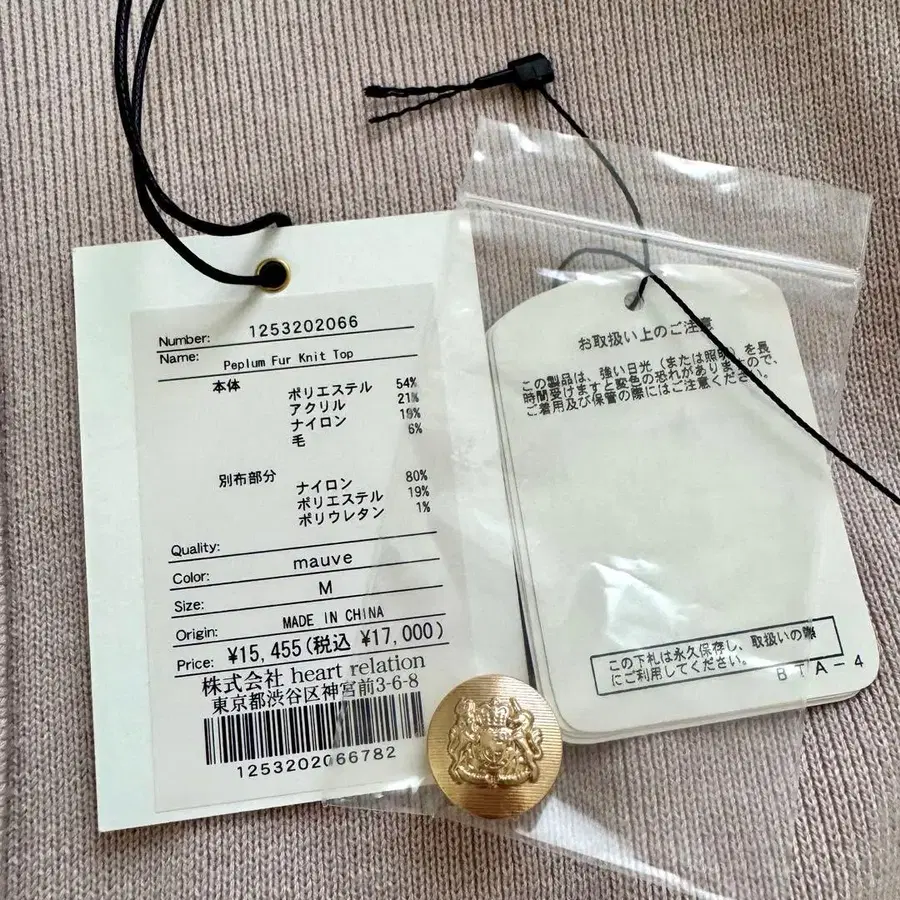 Number: 1253202066
Name: Peplum Fur Knit Top
本体 ポリエステル 54%
アクリル 21%
ナイロン 19%
毛 6%
別布部分 ナイロン 80%
ポリエステル 19%
ポリウレタン 1%
Quality:
Color: mauve
Size: M
Origin: MADE IN CHINA
Price: ¥15,455(税込 ¥17,000)
株式会社 heart relation
東京都渋谷区神宮前3-6-8
1253202066782
お取扱い上のご注意
この製品は、強い日光(または照明)を長
時間受けますと配色の恐れがありますので、
ご着用及び保管の際にはご注意ください。
この下札は永久保存し、取扱いの際
にご利用してください。
BTA-4